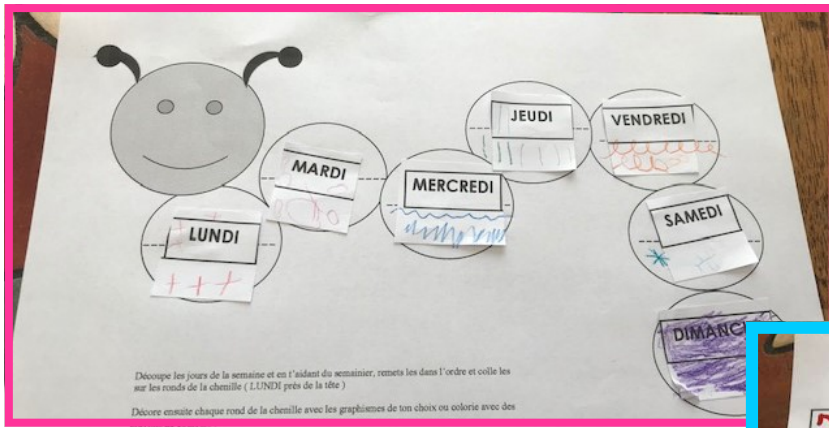 LUNDI
MARDI
MERCREDI
JEUDI
VENDREDI
SAMEDI
Découpe les jours de la semaine et en t'aidant du semainier, remets les dans l'ordre et colle les
sur les ronds de la chenille ( LUNDI près de la tête )
Décore ensuite chaque rond de la chenille avec les graphismes de ton choix ou colorie avec des